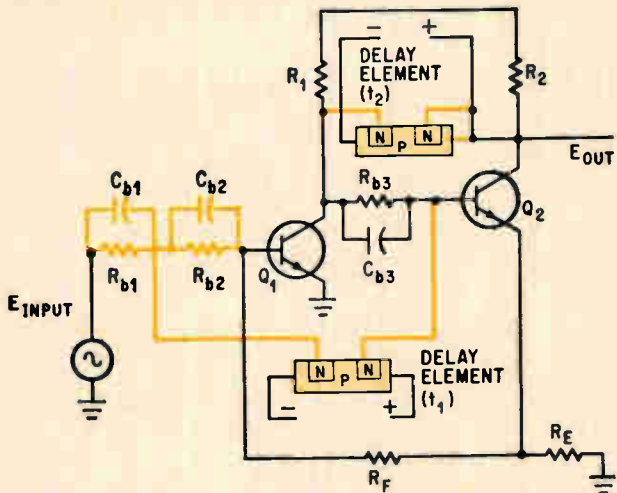 − +
DELAY
ELEMENT
(t2)
R1
R2
N P N
EOUT
Cb1
Cb2
Rb3
Q2
Rb1
Rb2
Q1
Cb3
EINPUT
N P N
DELAY
ELEMENT
(t1)
− +
RE
RF